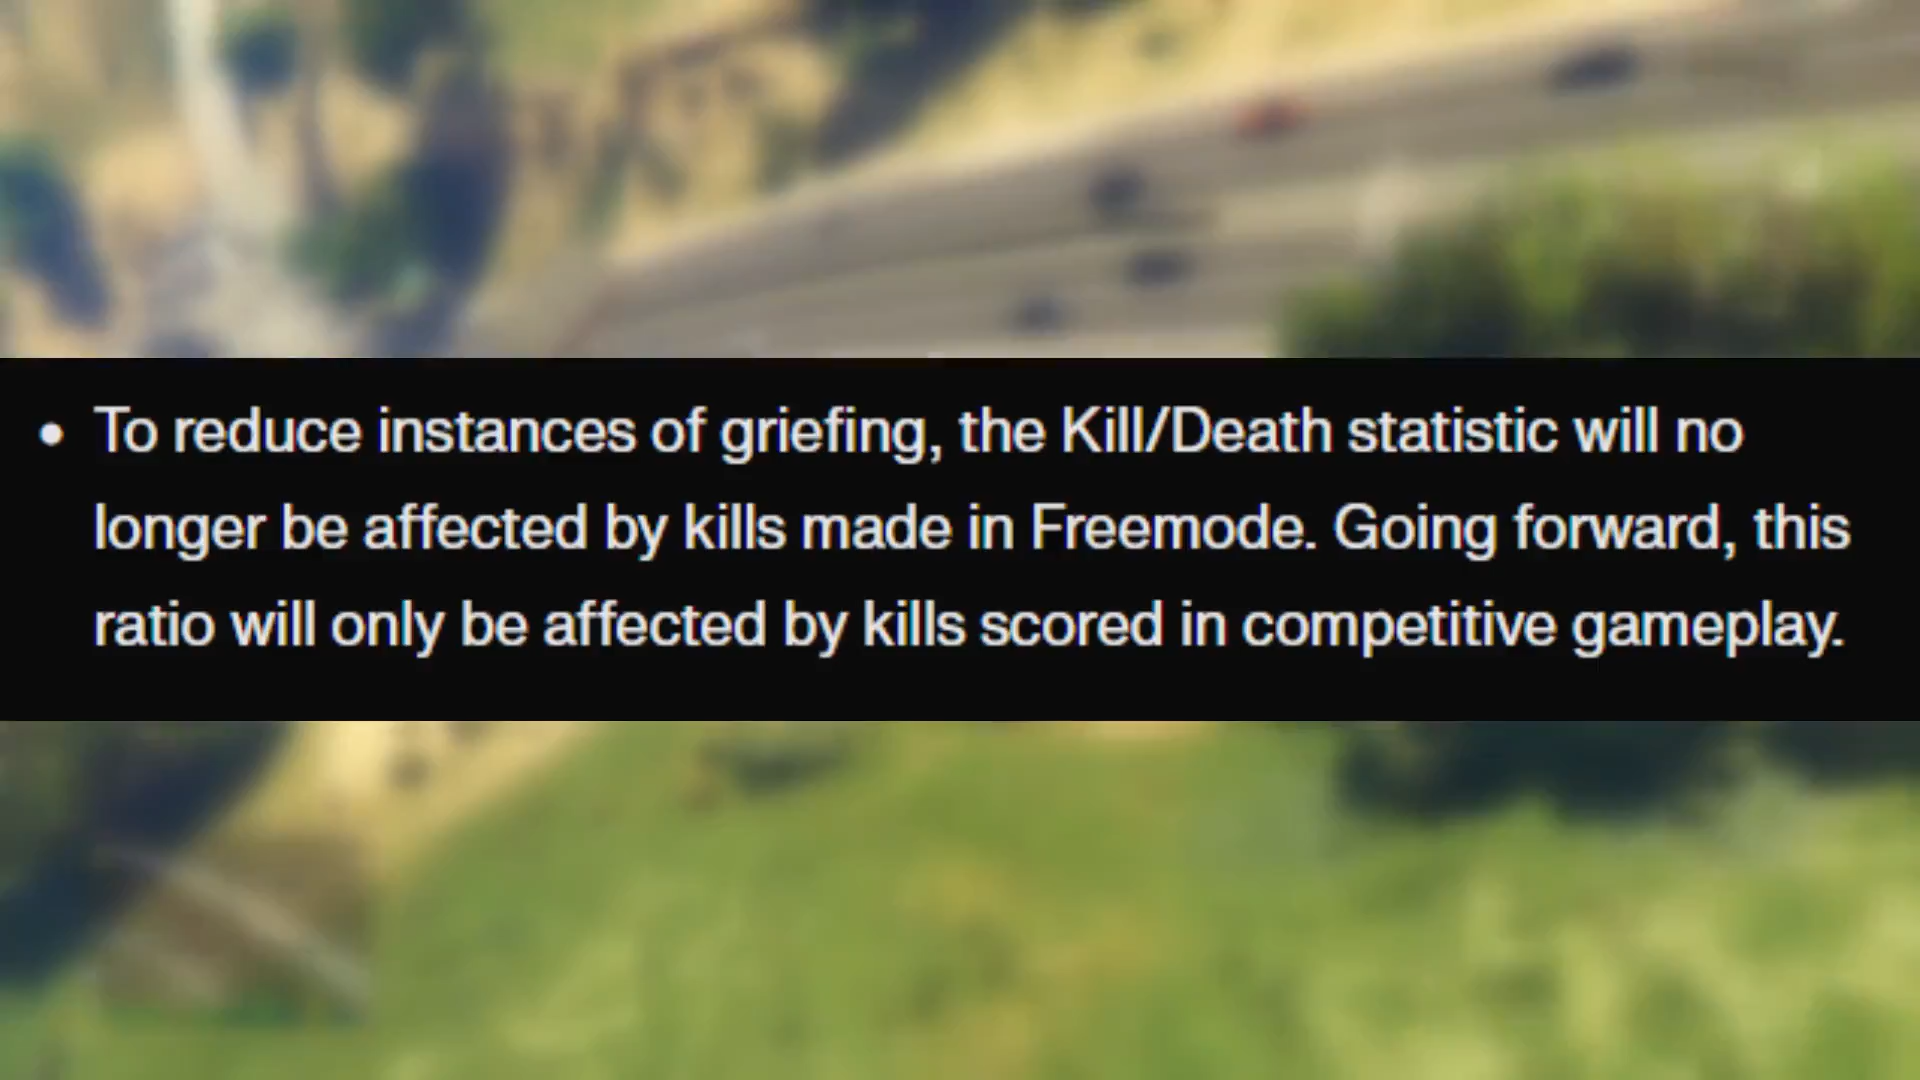 • To reduce instances of griefing, the Kill/Death statistic will no
longer be affected by kills made in Freemode. Going forward, this
ratio will only be affected by kills scored in competitive gameplay.